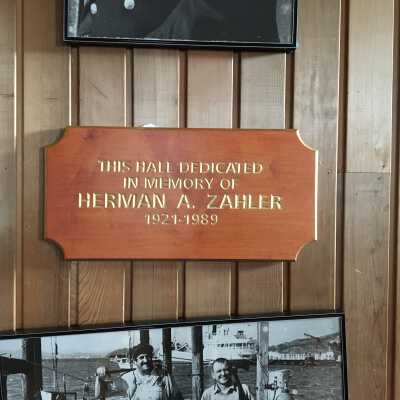 THIS HALL DEDICATED
IN MEMORY OF
HERMAN A. ZAHLER
1921-1989